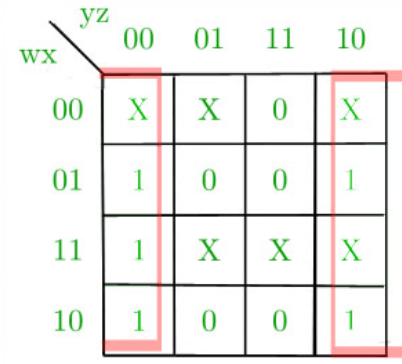 yz
wx
00 01 11 10
00 X X 0 X
01 1 0 0 1
11 1 X X X
10 1 0 0 1